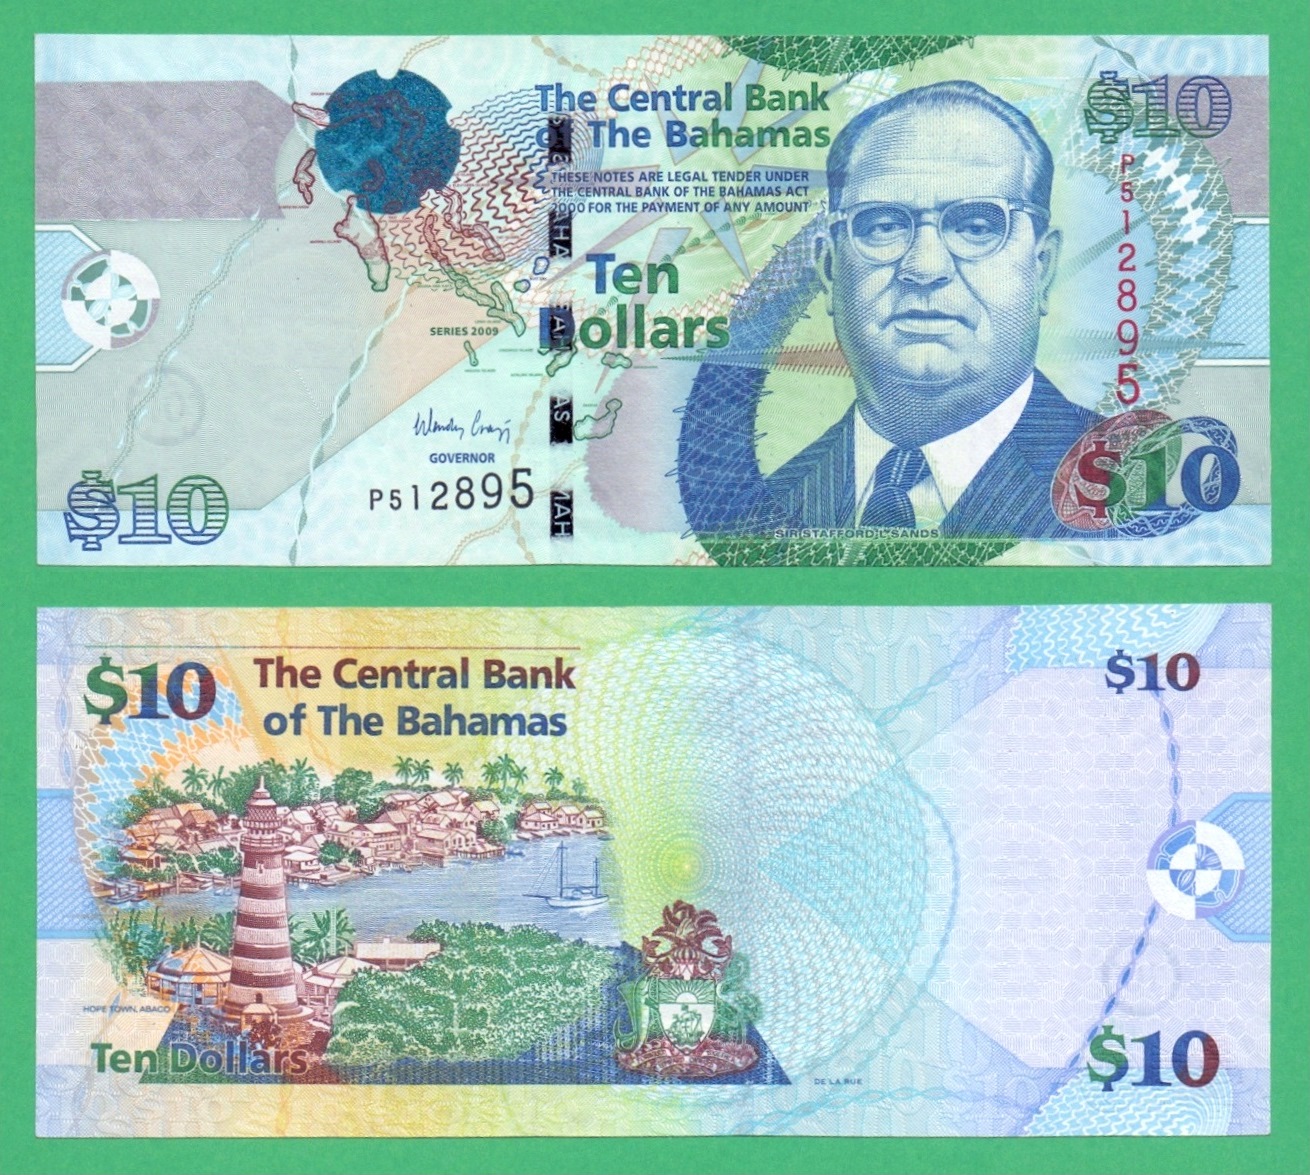 The Central Bank
of The Bahamas
THESE NOTES ARE LEGAL TENDER UNDER
THE CENTRAL BANK OF THE BAHAMAS ACT
2000 FOR THE PAYMENT OF ANY AMOUNT
Ten
Dollars
$10
P512895
SERIES 2009
Wendy Craig
GOVERNOR
P512895
$10
SIR STAFFORD L. SANDS
$10
$10
The Central Bank
of The Bahamas
$10
HOPE TOWN, ABACO
Ten Dollars
DE LA RUE
$10